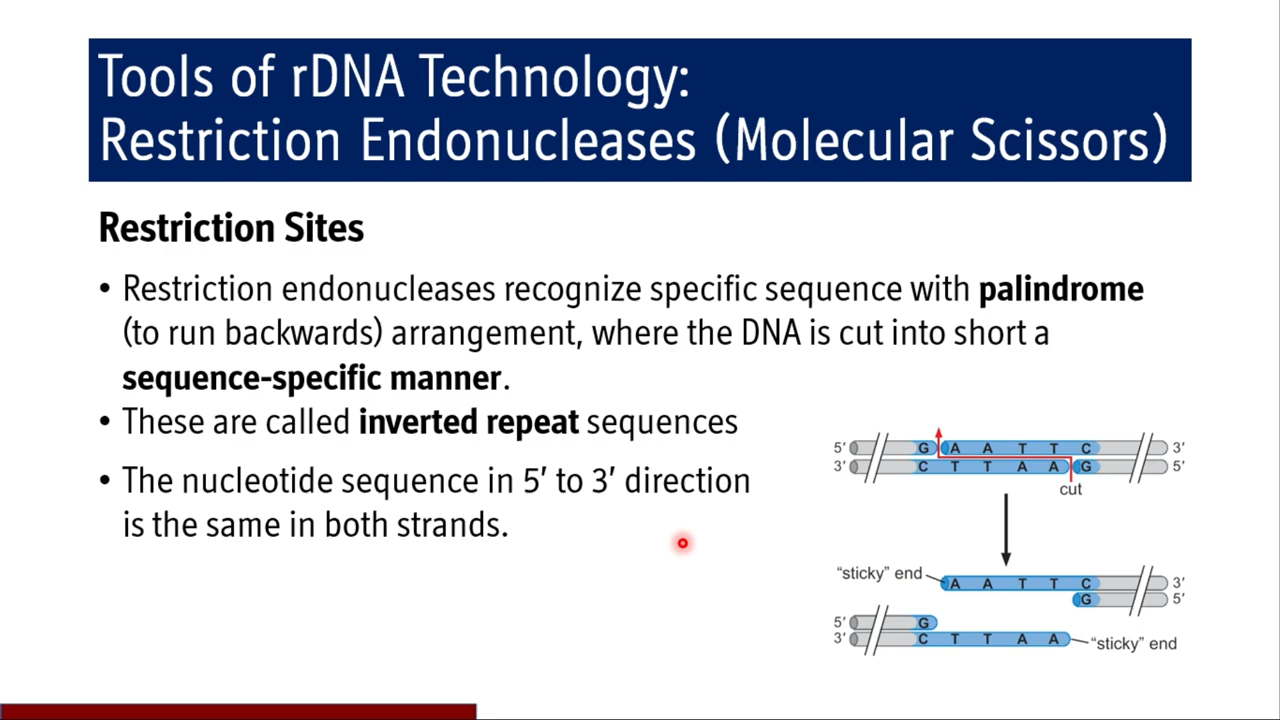 Tools of rDNA Technology:
Restriction Endonucleases (Molecular Scissors)
Restriction Sites
• Restriction endonucleases recognize specific sequence with palindrome
(to run backwards) arrangement, where the DNA is cut into short a
sequence-specific manner.
• These are called inverted repeat sequences
• The nucleotide sequence in 5′ to 3′ direction
is the same in both strands.
5′ G A A T T C 3′
3′ C T T A A G 5′
cut
"sticky" end
A A T T C 3′
G 5′
5′ G
3′ C T T A A
"sticky" end